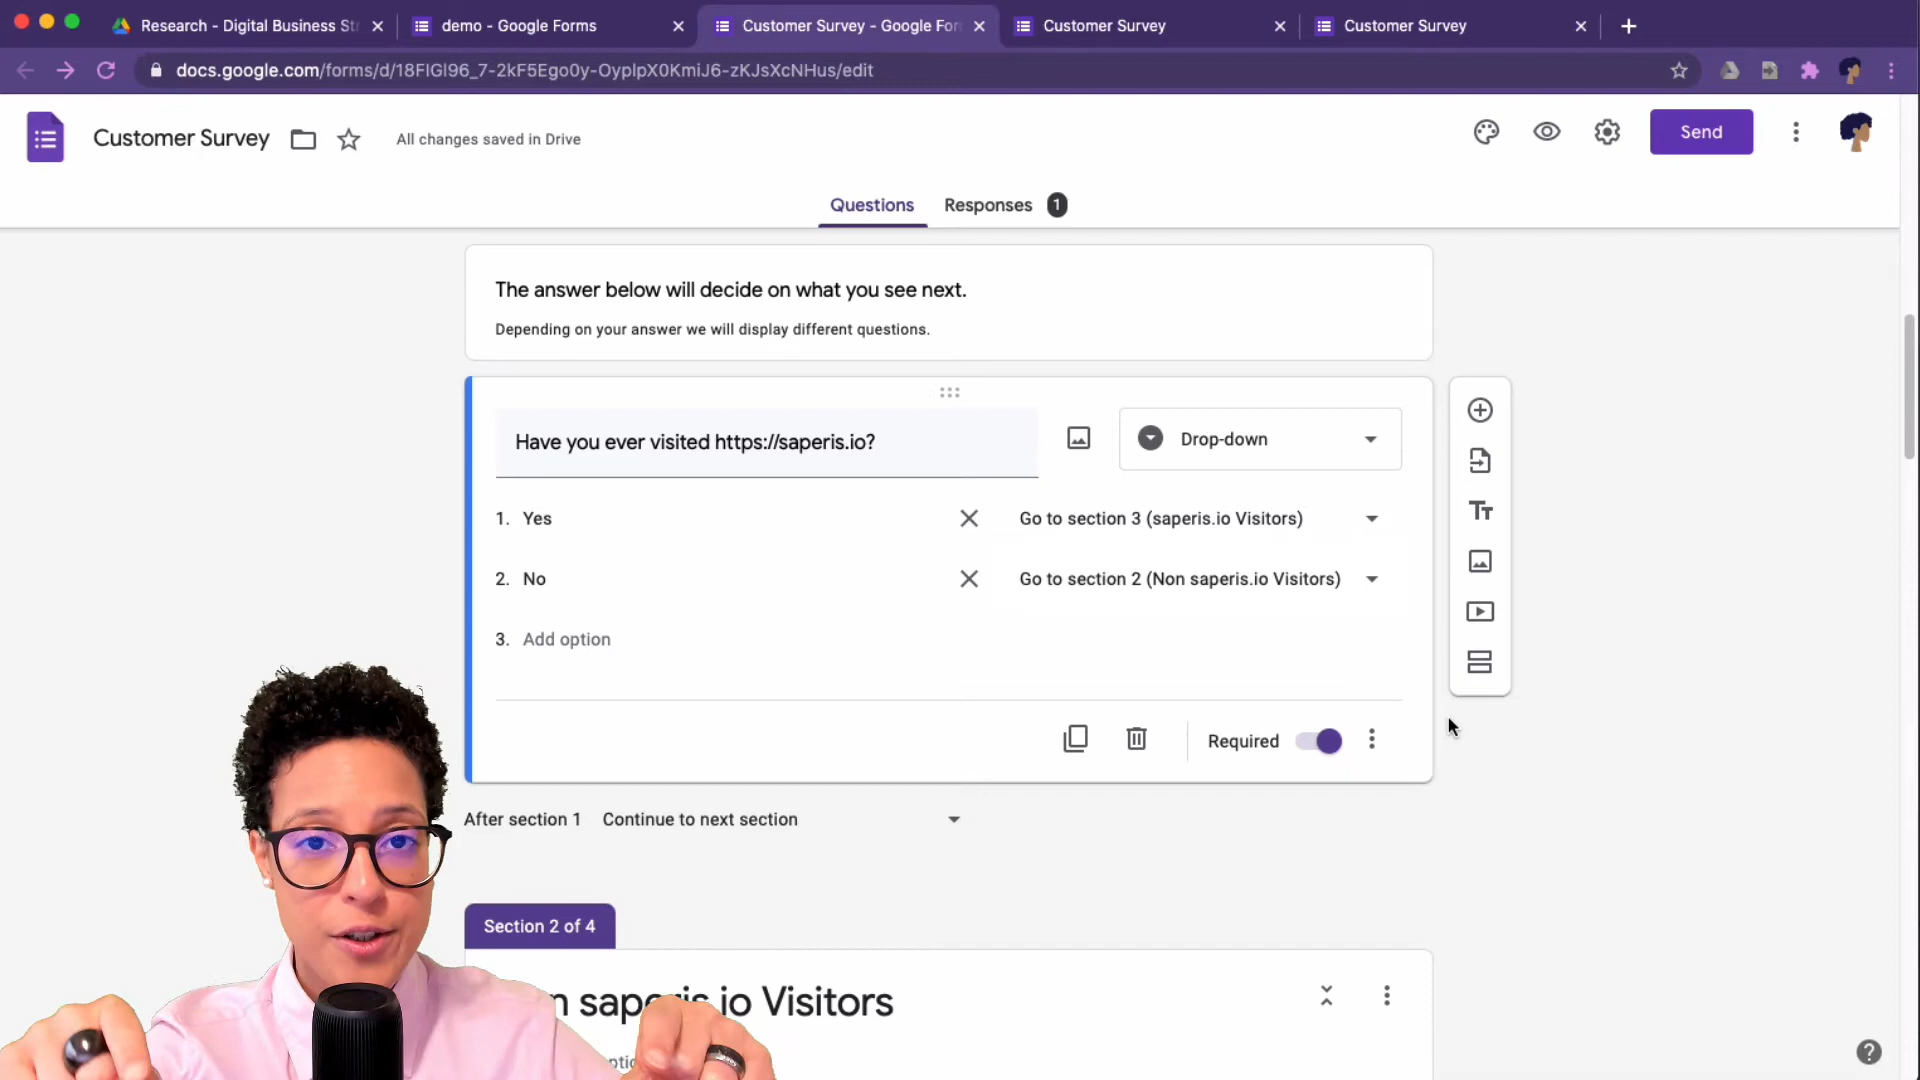 Research - Digital Business St
demo - Google Forms
Customer Survey - Google For
Customer Survey
Customer Survey
docs.google.com/forms/d/18FlGl96_7-2kF5Ego0y-OyplpX0KmiJ6-zKJsXcNHus/edit
Customer Survey
All changes saved in Drive
Send
Questions
Responses 1
The answer below will decide on what you see next.
Depending on your answer we will display different questions.
Have you ever visited https://saperis.io?
Drop-down
1. Yes
Go to section 3 (saperis.io Visitors)
2. No
Go to section 2 (Non saperis.io Visitors)
3. Add option
Required
After section 1 Continue to next section
Section 2 of 4
n saperis.io Visitors